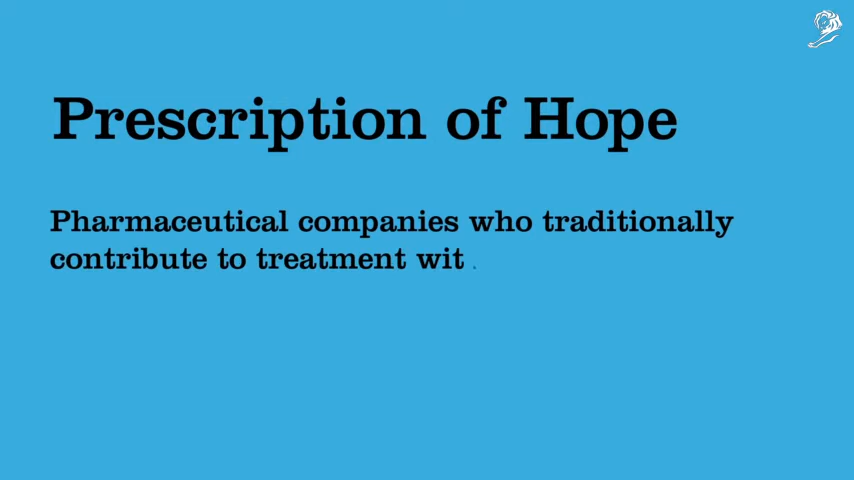 Prescription of Hope
Pharmaceutical companies who traditionally
contribute to treatment wit